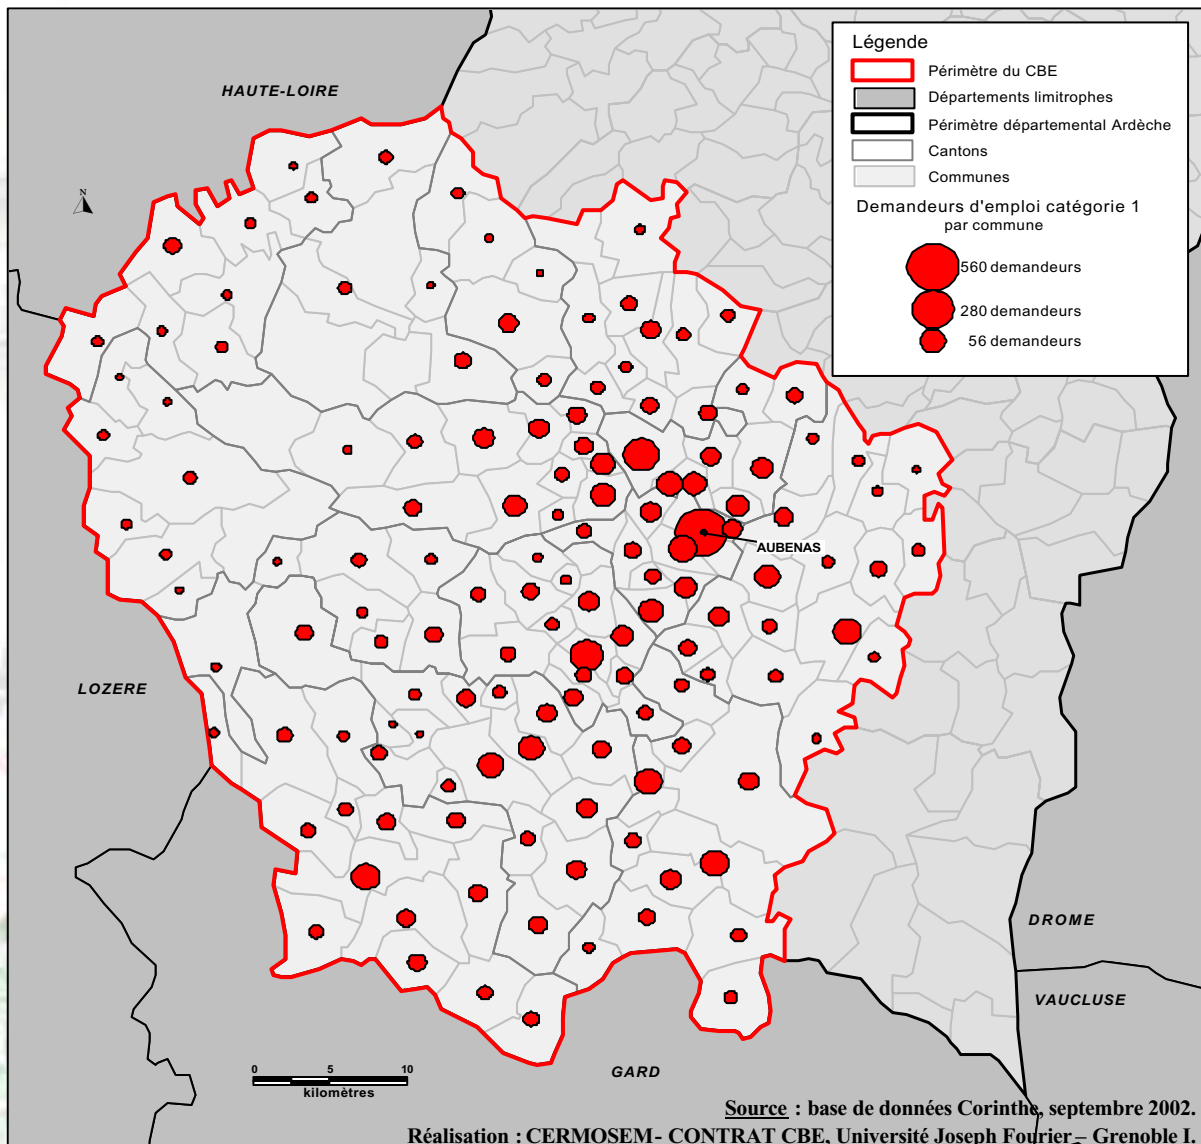 Légende
Périmètre du CBE
Départements limitrophes
Périmètre départemental Ardèche
Cantons
Communes
Demandeurs d'emploi catégorie 1
par commune
560 demandeurs
280 demandeurs
56 demandeurs
HAUTE-LOIRE
N
AUBENAS
LOZERE
DROME
VAUCLUSE
GARD
0 5 10
kilomètres
Source : base de données Corinthe, septembre 2002.
Réalisation : CERMOSEM - CONTRAT CBE, Université Joseph Fourier – Grenoble I.